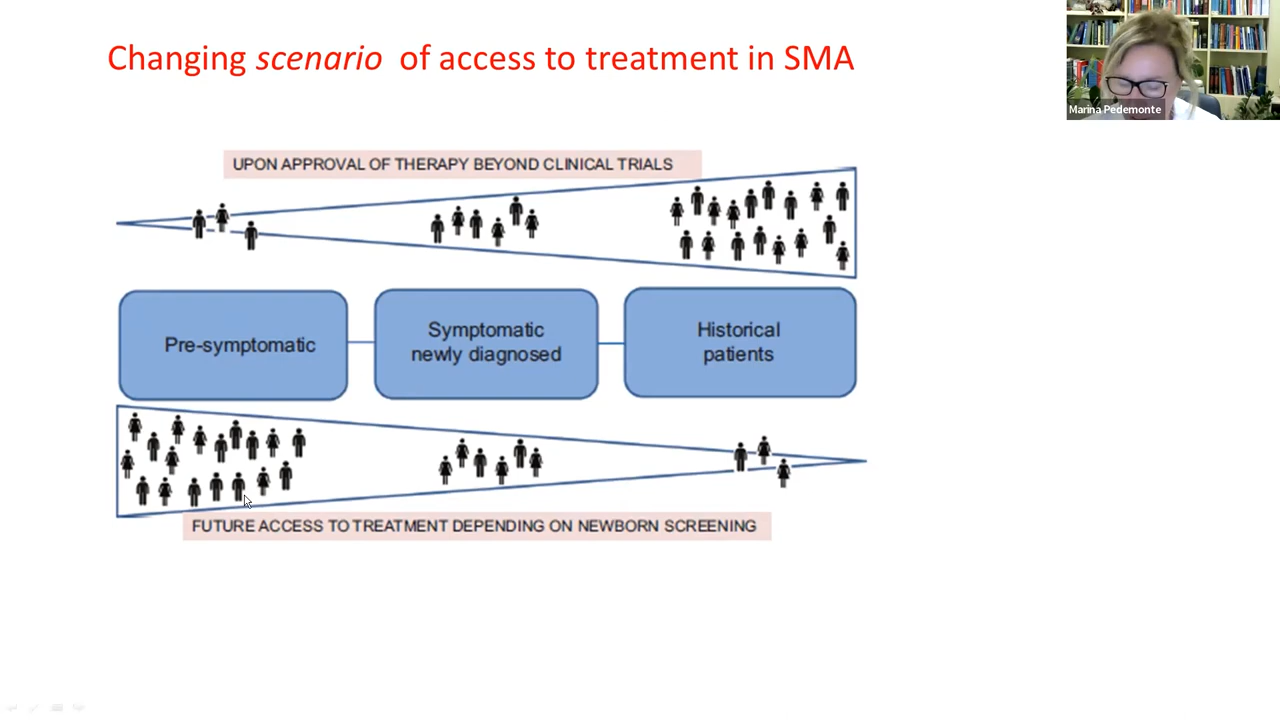 Changing scenario of access to treatment in SMA
Marina Pedemonte
UPON APPROVAL OF THERAPY BEYOND CLINICAL TRIALS
Pre-symptomatic
Symptomatic
newly diagnosed
Historical
patients
FUTURE ACCESS TO TREATMENT DEPENDING ON NEWBORN SCREENING